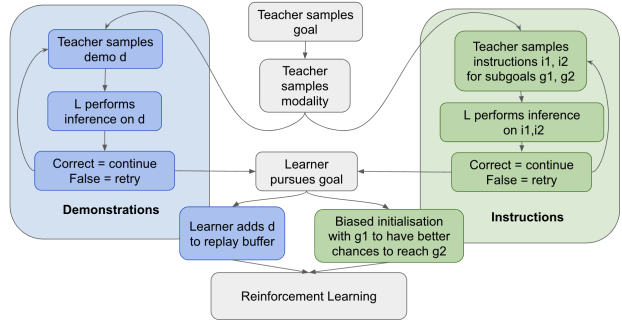 Teacher samples
goal
Teacher
samples
modality
Teacher samples
demo d
L performs
inference on d
Correct = continue
False = retry
Demonstrations
Teacher samples
instructions i1, i2
for subgoals g1, g2
L performs inference
on i1,i2
Correct = continue
False = retry
Instructions
Learner
pursues goal
Learner adds d
to replay buffer
Biased initialisation
with g1 to have better
chances to reach g2
Reinforcement Learning